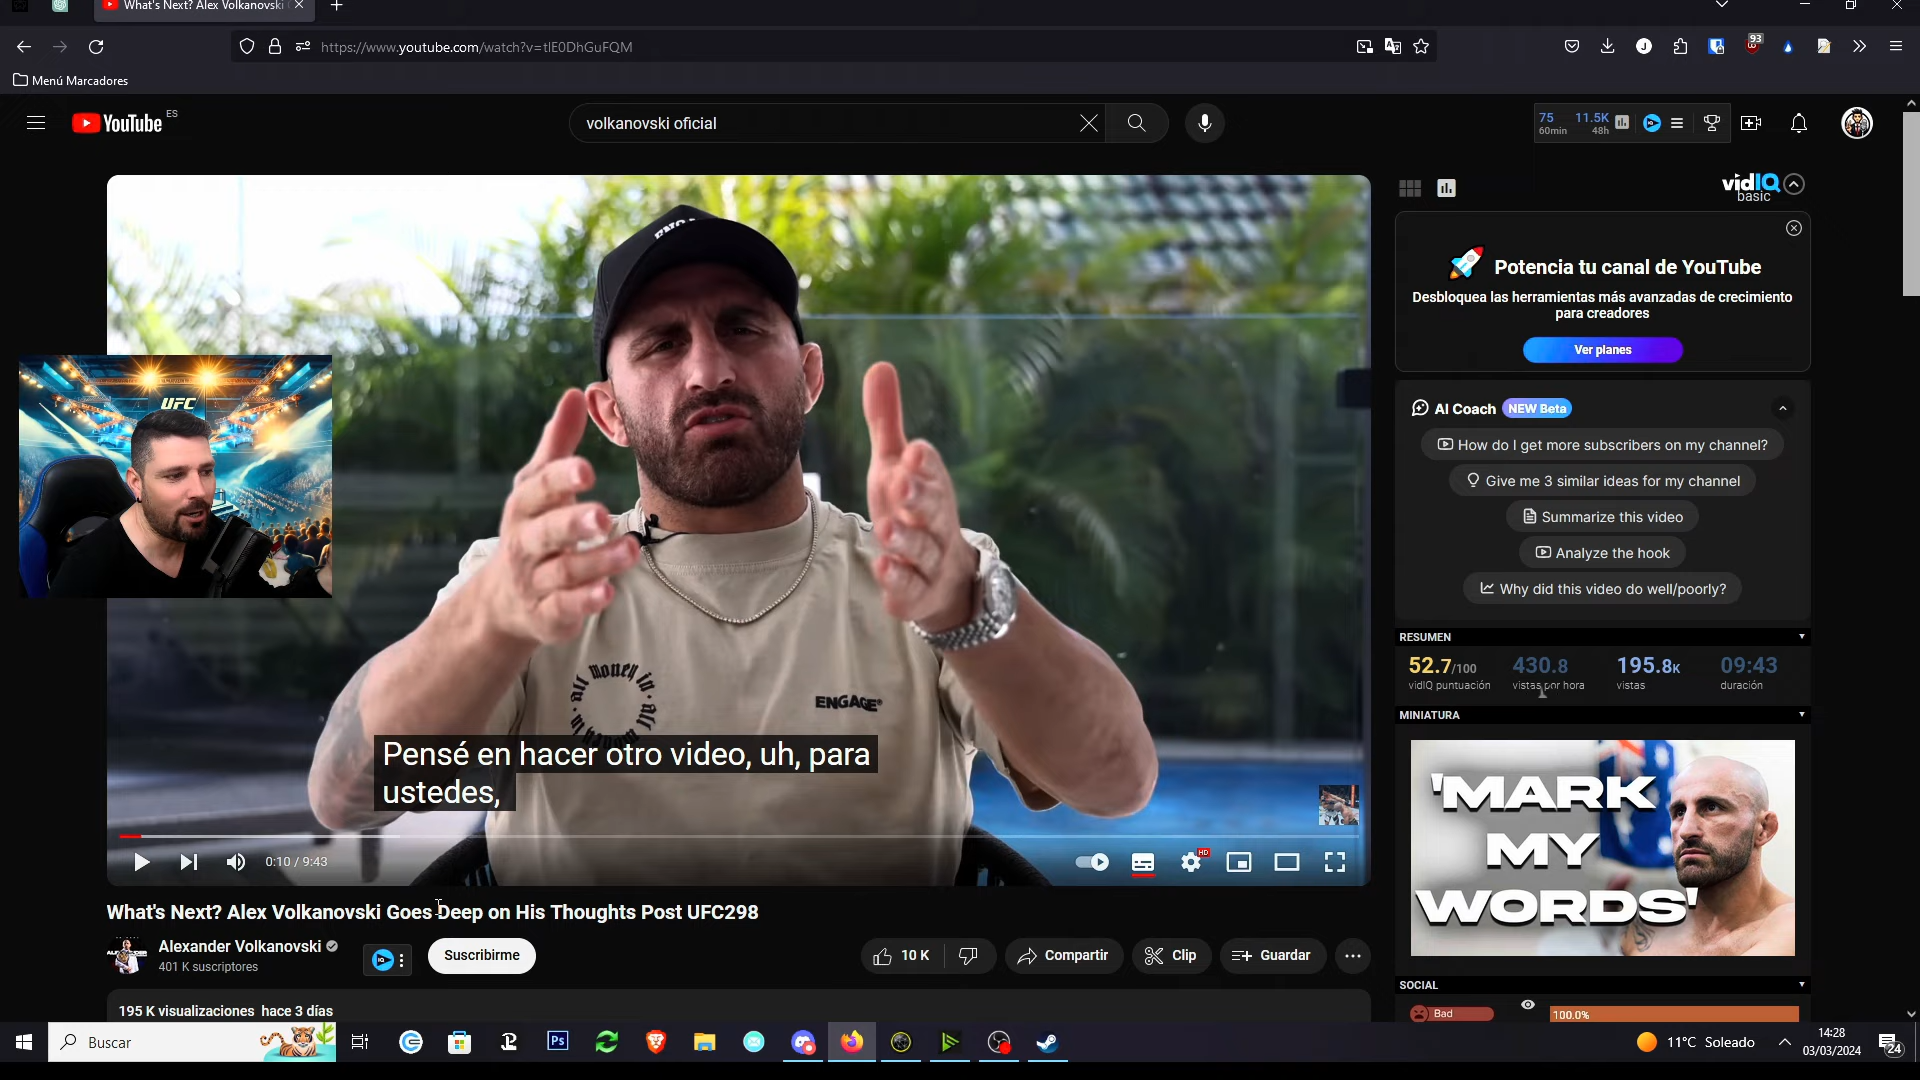 What's Next? Alex Volkanovski
https://www.youtube.com/watch?v=tlE0DhGuFQM
93
Menú Marcadores
YouTube
ES
volkanovski oficial
75
60min
11.5K
48h
vidIQ
basic
Potencia tu canal de YouTube
Desbloquea las herramientas más avanzadas de crecimiento
para creadores
Ver planes
UFC
AI Coach NEW Beta
How do I get more subscribers on my channel?
Give me 3 similar ideas for my channel
Summarize this video
Analyze the hook
Why did this video do well/poorly?
all money in
ENGAGE
RESUMEN
52.7/100
430.8
195.8K
09:43
vidIQ puntuación
vistas por hora
vistas
duración
MINIATURA
Pensé en hacer otro video, uh, para
ustedes,
'MARK
MY
WORDS'
0:10 / 9:43
HD
What's Next? Alex Volkanovski Goes Deep on His Thoughts Post UFC298
Alexander Volkanovski
401 K suscriptores
Suscribirme
10 K
Compartir
Clip
Guardar
SOCIAL
Bad
100.0%
195 K visualizaciones hace 3 días
Buscar
Ps
11°C Soleado
14:28
03/03/2024
24